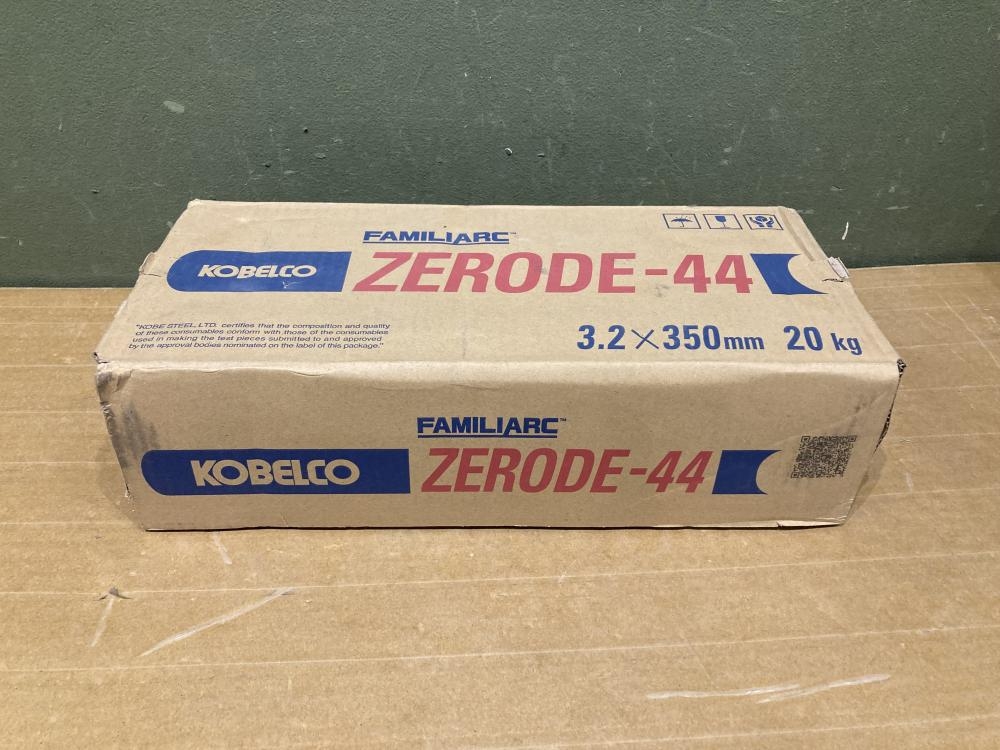 FAMILIARC™
KOBELCO ZERODE-44
"KOBE STEEL, LTD. certifies that the composition and quality
of these consumables conform with those of the consumables
used in making the test pieces submitted to and approved
by the approval bodies nominated on the label of this package."
3.2×350mm 20 kg
FAMILIARC™
KOBELCO ZERODE-44